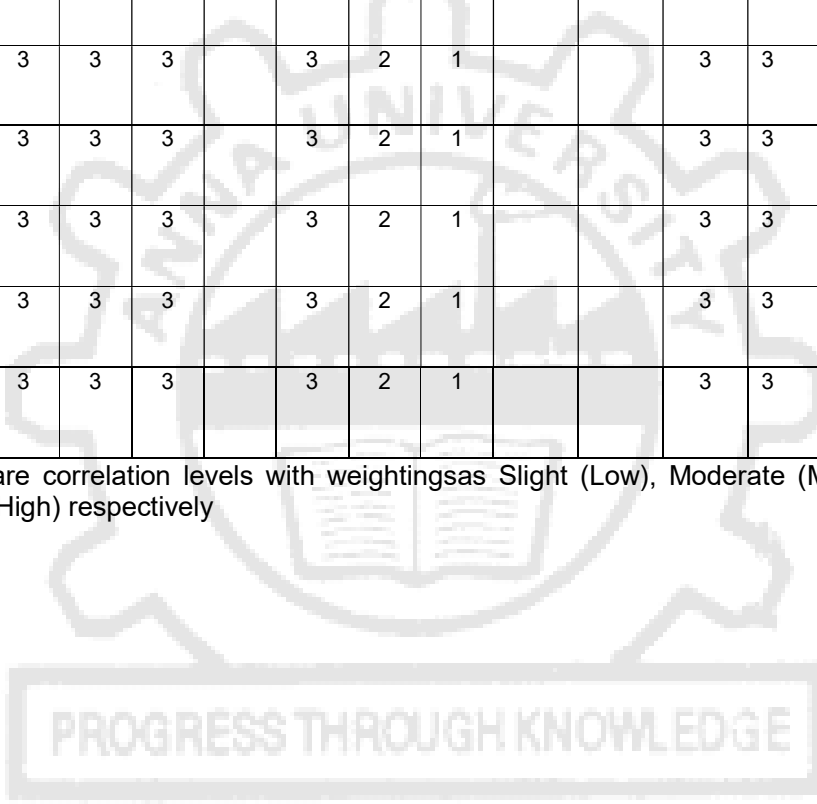 3 3 3 3 2 1 3 3
3 3 3 3 2 1 3 3
3 3 3 3 2 1 3 3
3 3 3 3 2 1 3 3
3 3 3 3 2 1 3 3
are correlation levels with weightingsas Slight (Low), Moderate (M
High) respectively
ANNA UNIVERSITY
PROGRESS THROUGH KNOWLEDGE